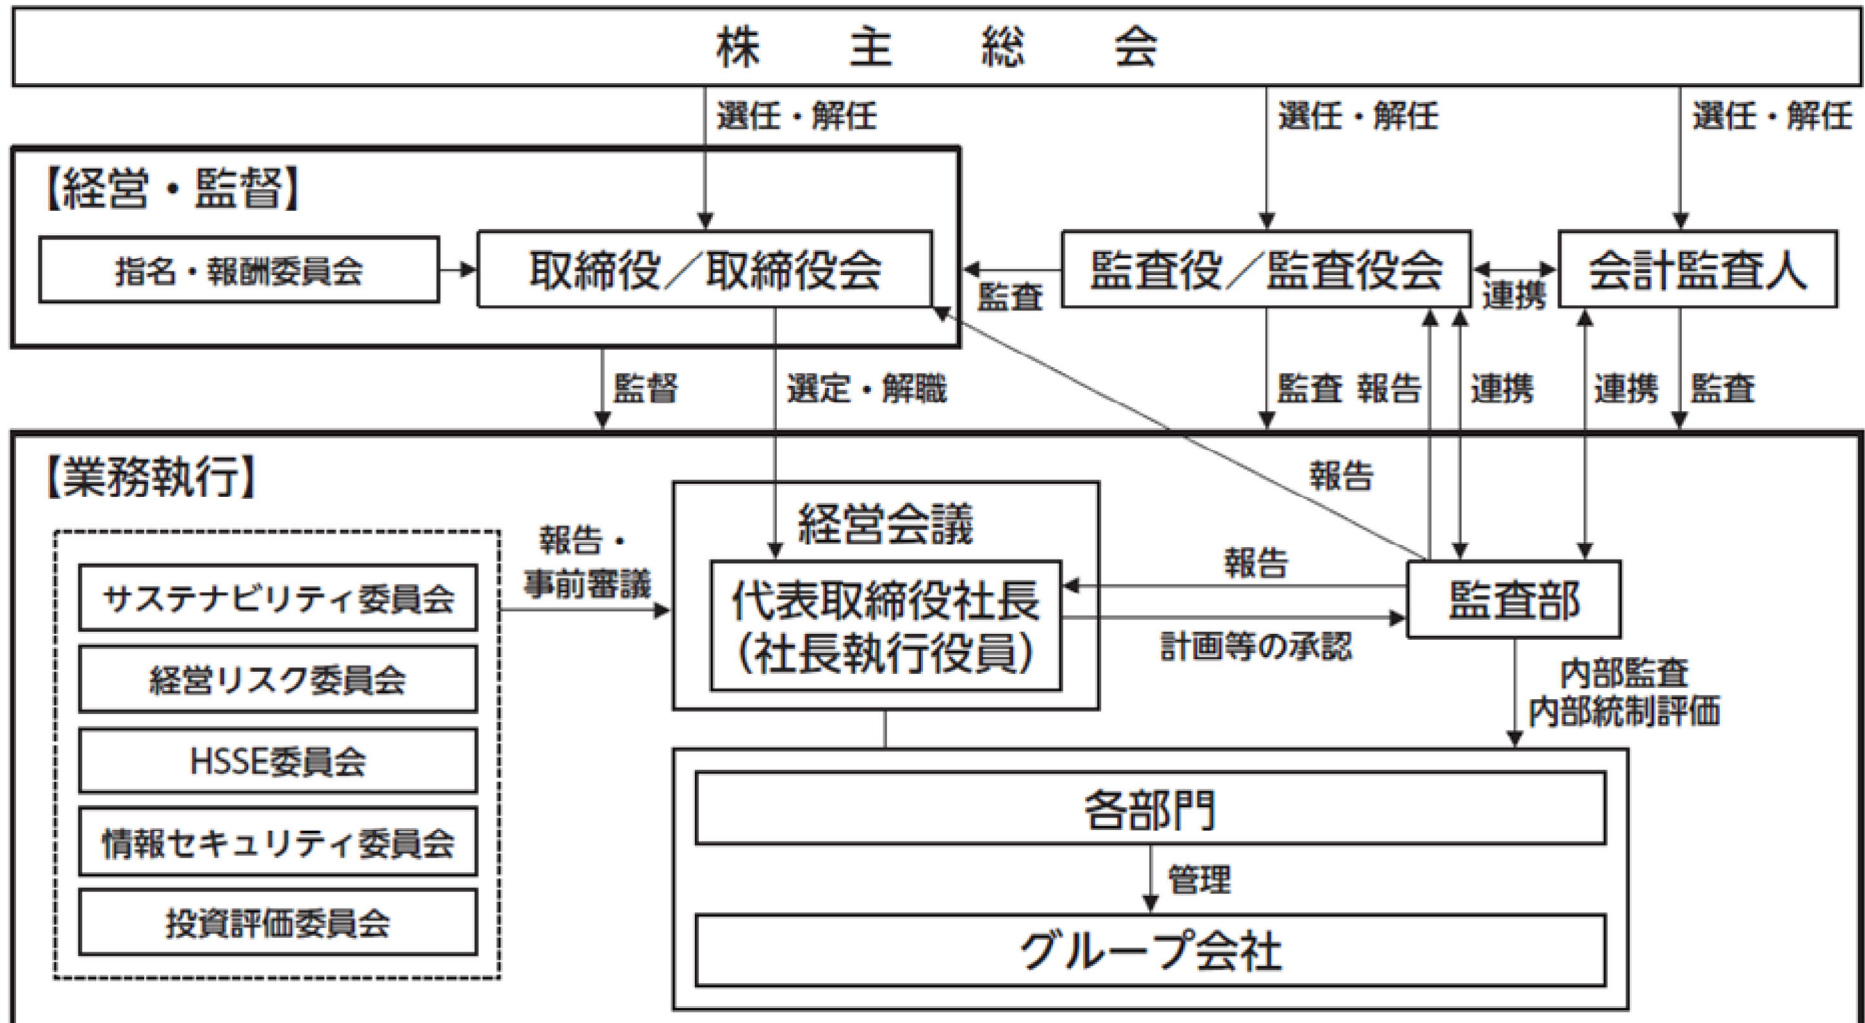 株主総会
選任・解任
選任・解任
選任・解任
【経営・監督】
指名・報酬委員会
取締役／取締役会
監査
監査役／監査役会
連携
会計監査人
監督
選定・解職
監査
報告
連携
連携
監査
【業務執行】
報告
サステナビリティ委員会
経営リスク委員会
HSSE委員会
情報セキュリティ委員会
投資評価委員会
報告・
事前審議
経営会議
代表取締役社長
（社長執行役員）
報告
計画等の承認
監査部
内部監査
内部統制評価
各部門
管理
グループ会社